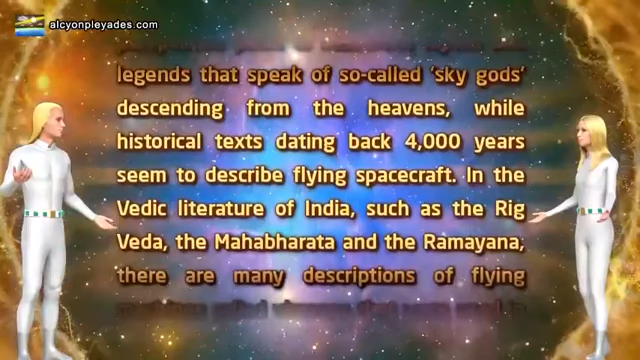 alcyonpleyades.com
legends that speak of so-called 'sky gods'
descending from the heavens, while
historical texts dating back 4,000 years
seem to describe flying spacecraft. In the
Vedic literature of India, such as the Rig
Veda, the Mahabharata and the Ramayana,
there are many descriptions of flying